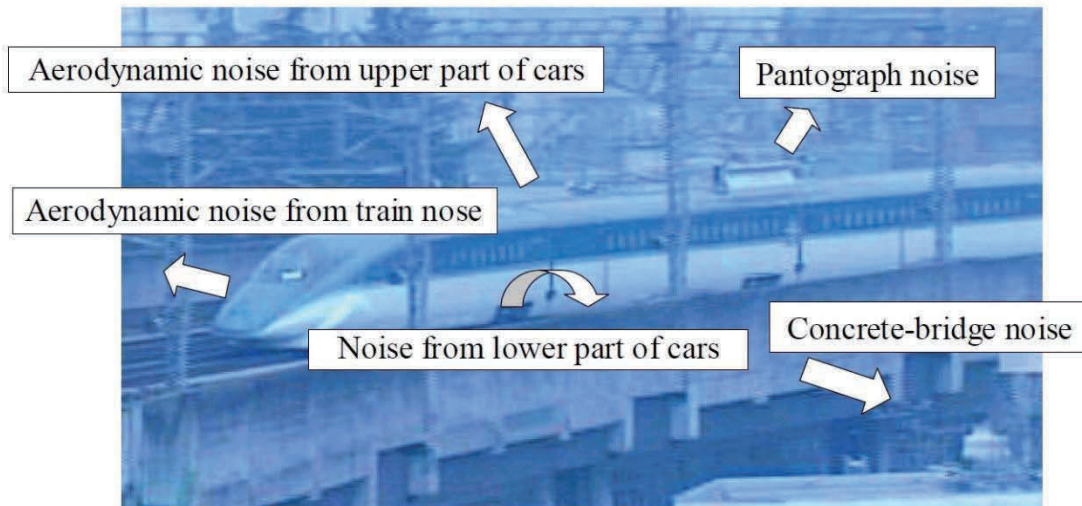 Aerodynamic noise from upper part of cars
Pantograph noise
Aerodynamic noise from train nose
Noise from lower part of cars
Concrete-bridge noise